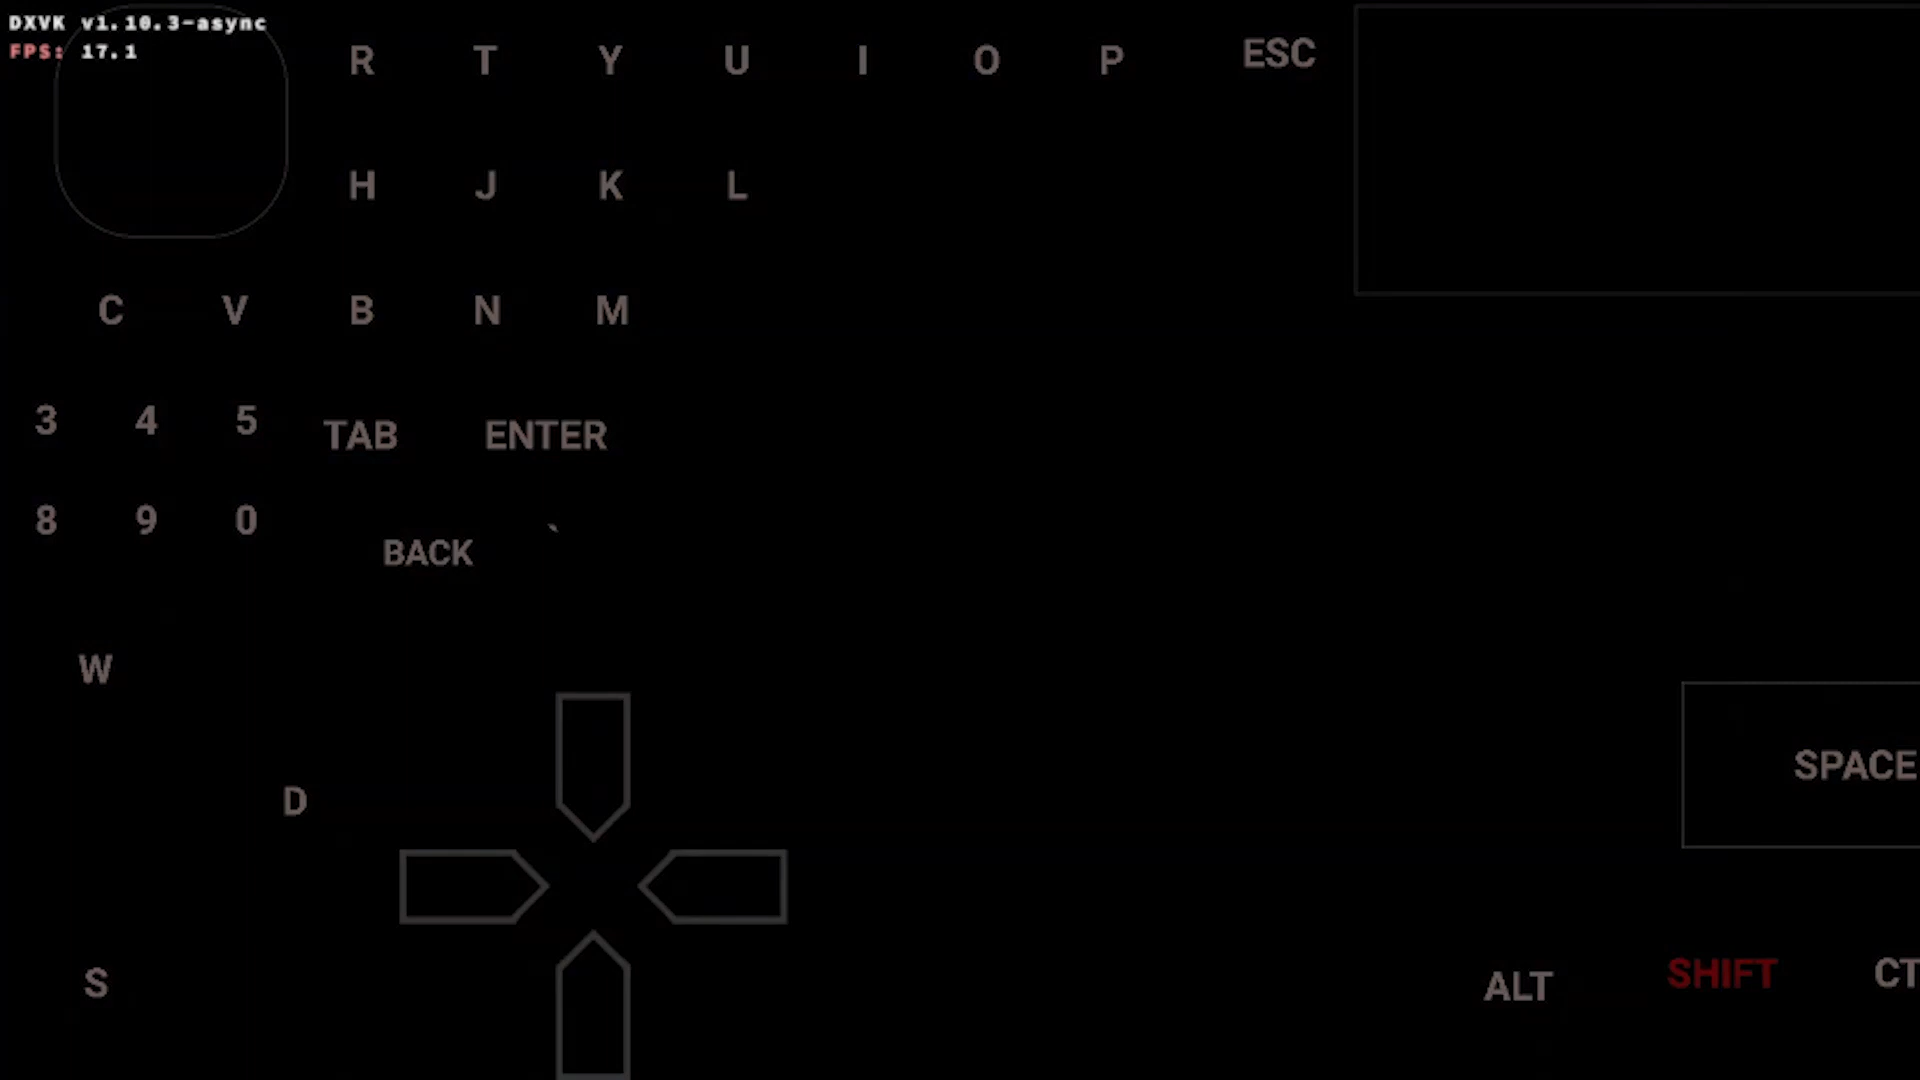 DXVK v1.10.3-async
FPS: 17.1
R T Y U I O P ESC
H J K L
C V B N M
3 4 5 TAB ENTER
8 9 0 BACK `
W
D
SPACE
S
ALT SHIFT CT